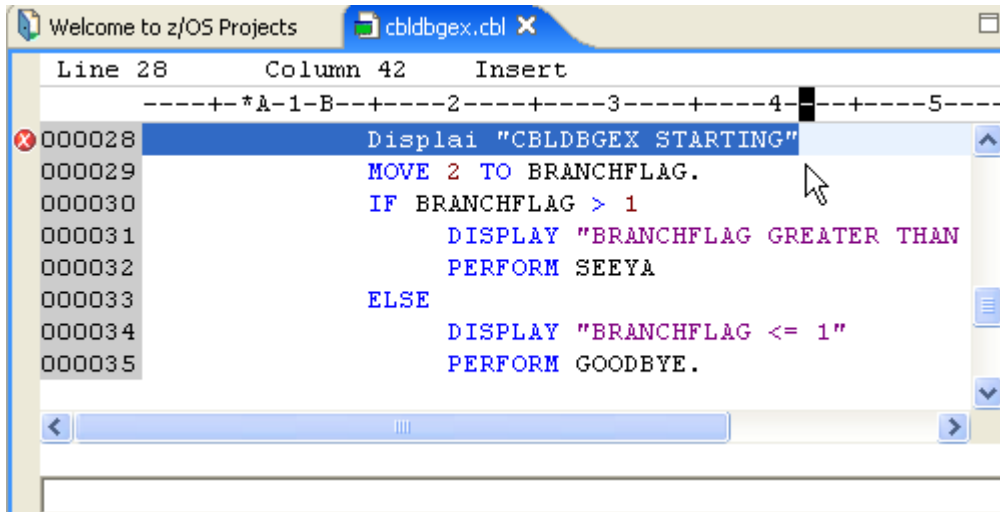 Welcome to z/OS Projects cbldbgex.cbl
Line 28 Column 42 Insert
----+-*A-1-B--+----2----+----3----+----4----+----5----
000028 Displai "CBLDBGEX STARTING"
000029 MOVE 2 TO BRANCHFLAG.
000030 IF BRANCHFLAG > 1
000031 DISPLAY "BRANCHFLAG GREATER THAN
000032 PERFORM SEEYA
000033 ELSE
000034 DISPLAY "BRANCHFLAG <= 1"
000035 PERFORM GOODBYE.